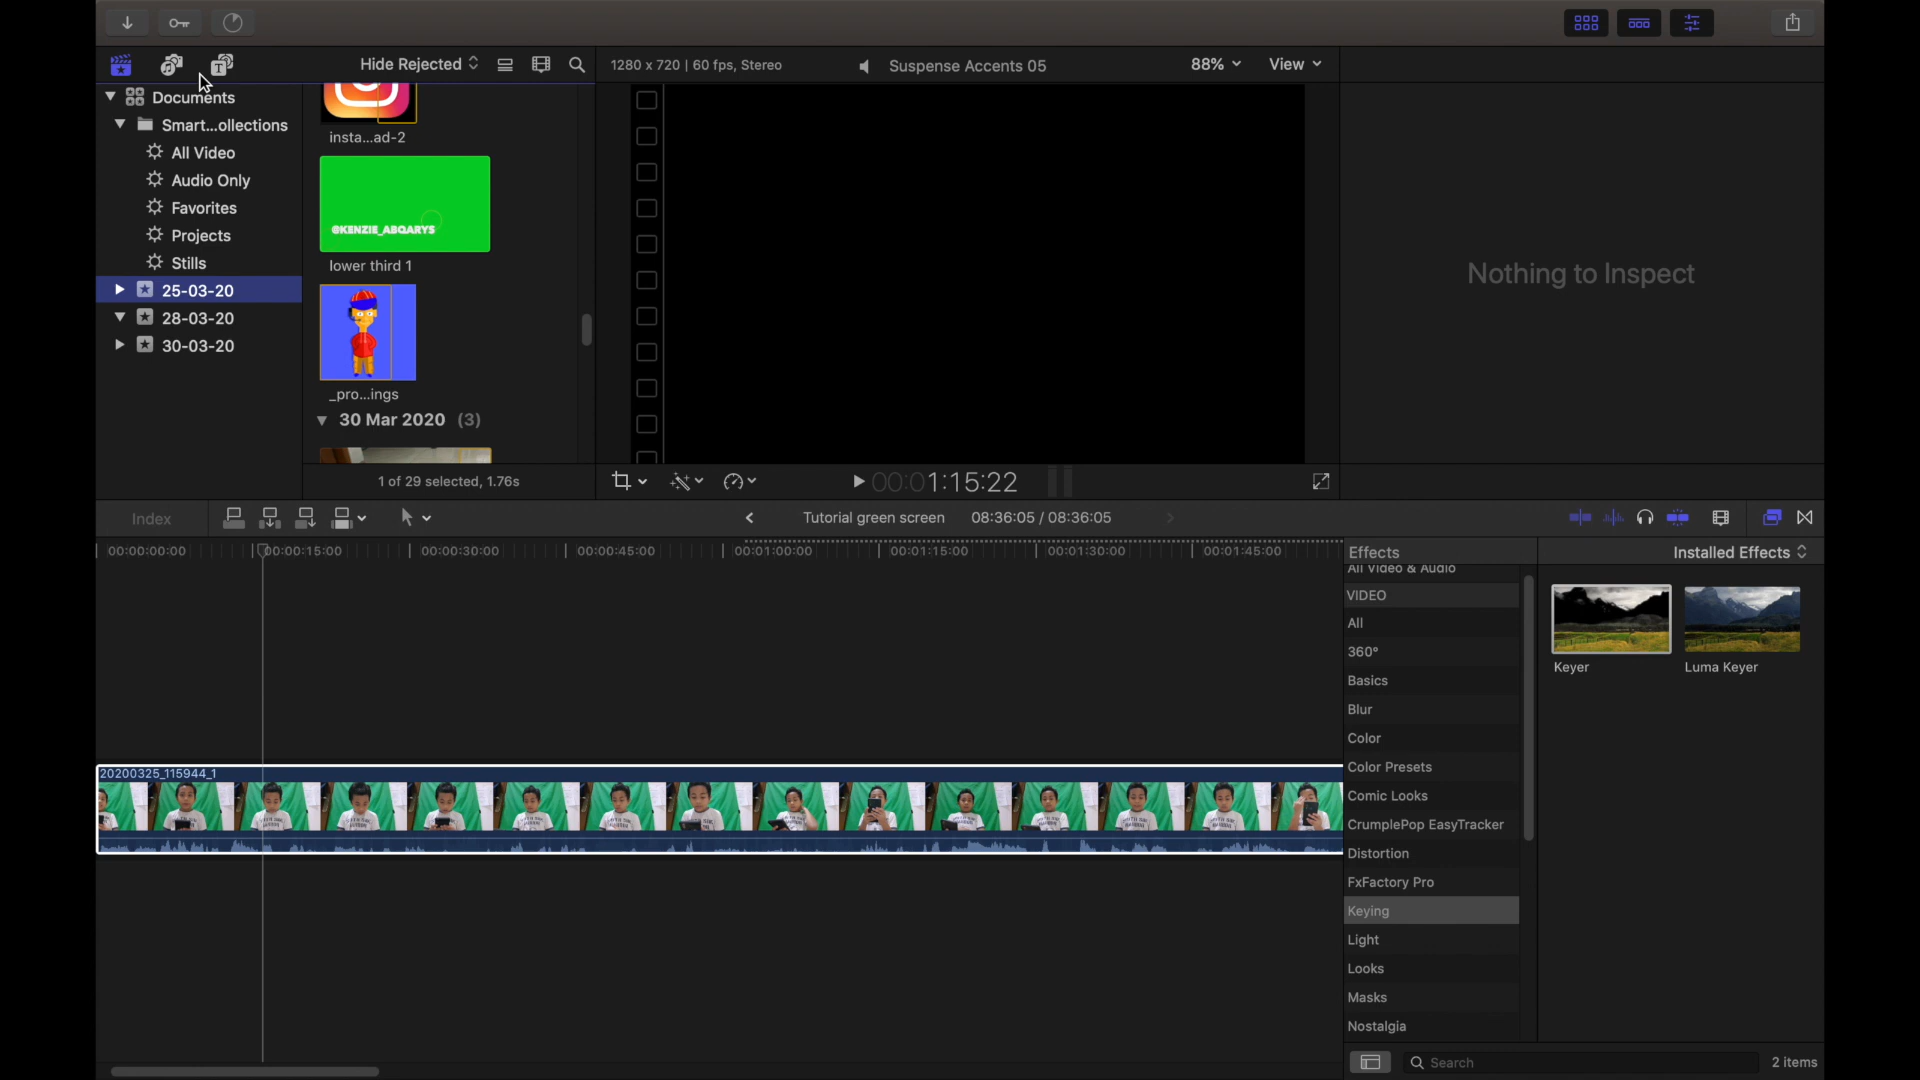 Hide Rejected
1280 x 720 | 60 fps, Stereo
Suspense Accents 05
88%
View
Documents
Smart...ollections
All Video
Audio Only
Favorites
Projects
Stills
25-03-20
28-03-20
30-03-20
insta...ad-2
@KENZIE_ABQARYS
lower third 1
_pro...ings
30 Mar 2020 (3)
1 of 29 selected, 1.76s
Nothing to Inspect
00:01:15:22
Index
Tutorial green screen
08:36:05 / 08:36:05
00:00:00:00
00:00:15:00
00:00:30:00
00:00:45:00
00:01:00:00
00:01:15:00
00:01:30:00
00:01:45:00
20200325_115944_1
Effects
Installed Effects
All Video & Audio
VIDEO
All
360°
Basics
Blur
Color
Color Presets
Comic Looks
CrumplePop EasyTracker
Distortion
FxFactory Pro
Keying
Light
Looks
Masks
Nostalgia
Keyer
Luma Keyer
Search
2 items